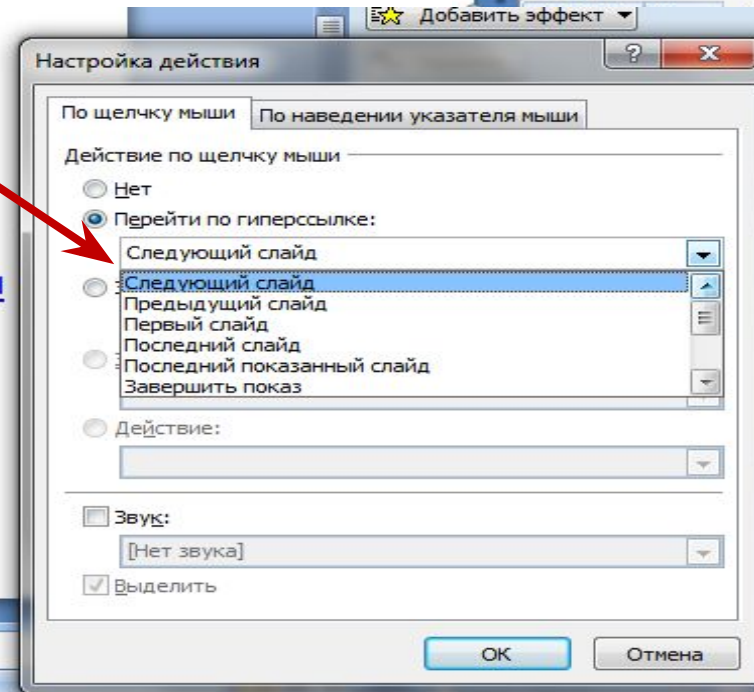 Добавить эффект
Настройка действия
По щелчку мыши
По наведении указателя мыши
Действие по щелчку мыши
Нет
Перейти по гиперссылке:
Следующий слайд
Следующий слайд
Предыдущий слайд
Первый слайд
Последний слайд
Последний показанный слайд
Завершить показ
Действие:
Звук:
[Нет звука]
Выделить
ОК
Отмена